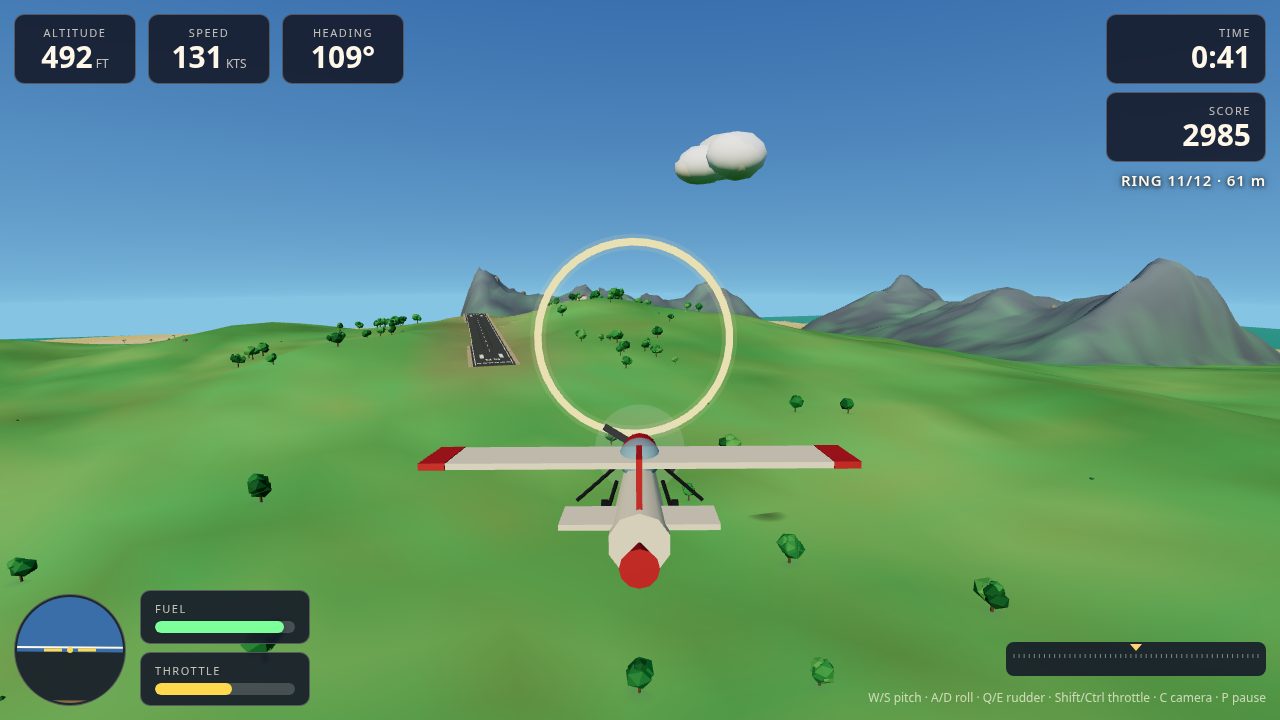 ALTITUDE
492 FT
SPEED
131 KTS
HEADING
109°
TIME
0:41
SCORE
2985
RING 11/12 · 61 m
FUEL
THROTTLE
W/S pitch · A/D roll · Q/E rudder · Shift/Ctrl throttle · C camera · P pause